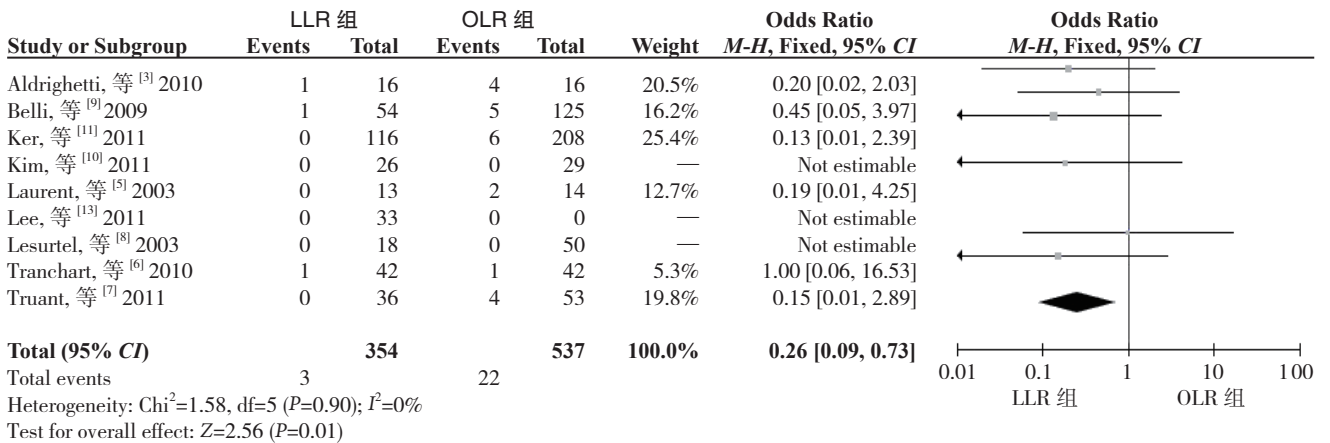 LLR 组 OLR 组 Odds Ratio Odds Ratio
Study or Subgroup Events Total Events Total Weight M-H, Fixed, 95% CI M-H, Fixed, 95% CI
Aldrighetti, 等 [3] 2010 1 16 4 16 20.5% 0.20 [0.02, 2.03]
Belli, 等 [9] 2009 1 54 5 125 16.2% 0.45 [0.05, 3.97]
Ker, 等 [11] 2011 0 116 6 208 25.4% 0.13 [0.01, 2.39]
Kim, 等 [10] 2011 0 26 0 29 — Not estimable
Laurent, 等 [5] 2003 0 13 2 14 12.7% 0.19 [0.01, 4.25]
Lee, 等 [13] 2011 0 33 0 0 — Not estimable
Lesurtel, 等 [8] 2003 0 18 0 50 — Not estimable
Tranchart, 等 [6] 2010 1 42 1 42 5.3% 1.00 [0.06, 16.53]
Truant, 等 [7] 2011 0 36 4 53 19.8% 0.15 [0.01, 2.89]
Total (95% CI) 354 537 100.0% 0.26 [0.09, 0.73]
Total events 3 22
0.01 0.1 1 10 100
Heterogeneity: Chi²=1.58, df=5 (P=0.90); I²=0%
LLR 组 OLR 组
Test for overall effect: Z=2.56 (P=0.01)